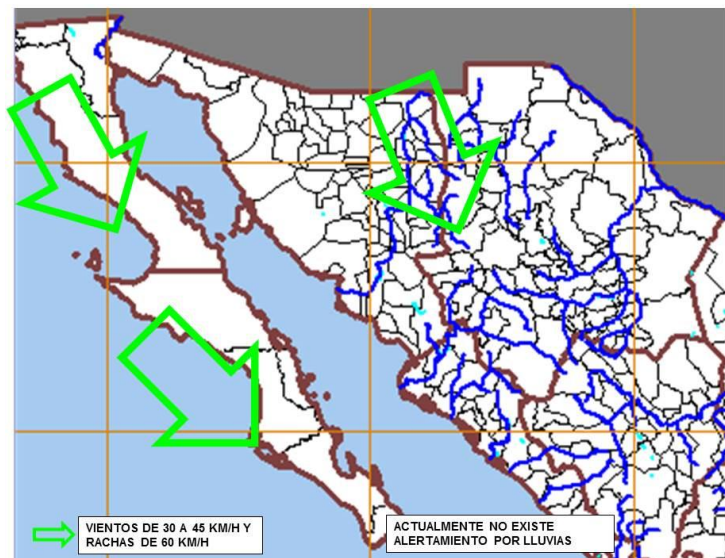 VIENTOS DE 30 A 45 KM/H Y
RACHAS DE 60 KM/H
ACTUALMENTE NO EXISTE
ALERTAMIENTO POR LLUVIAS